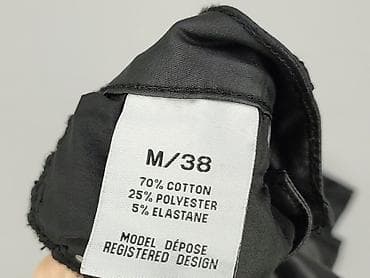 M/38
70% COTTON
25% POLYESTER
5% ELASTANE
MODEL DÉPOSE
REGISTERED DESIGN